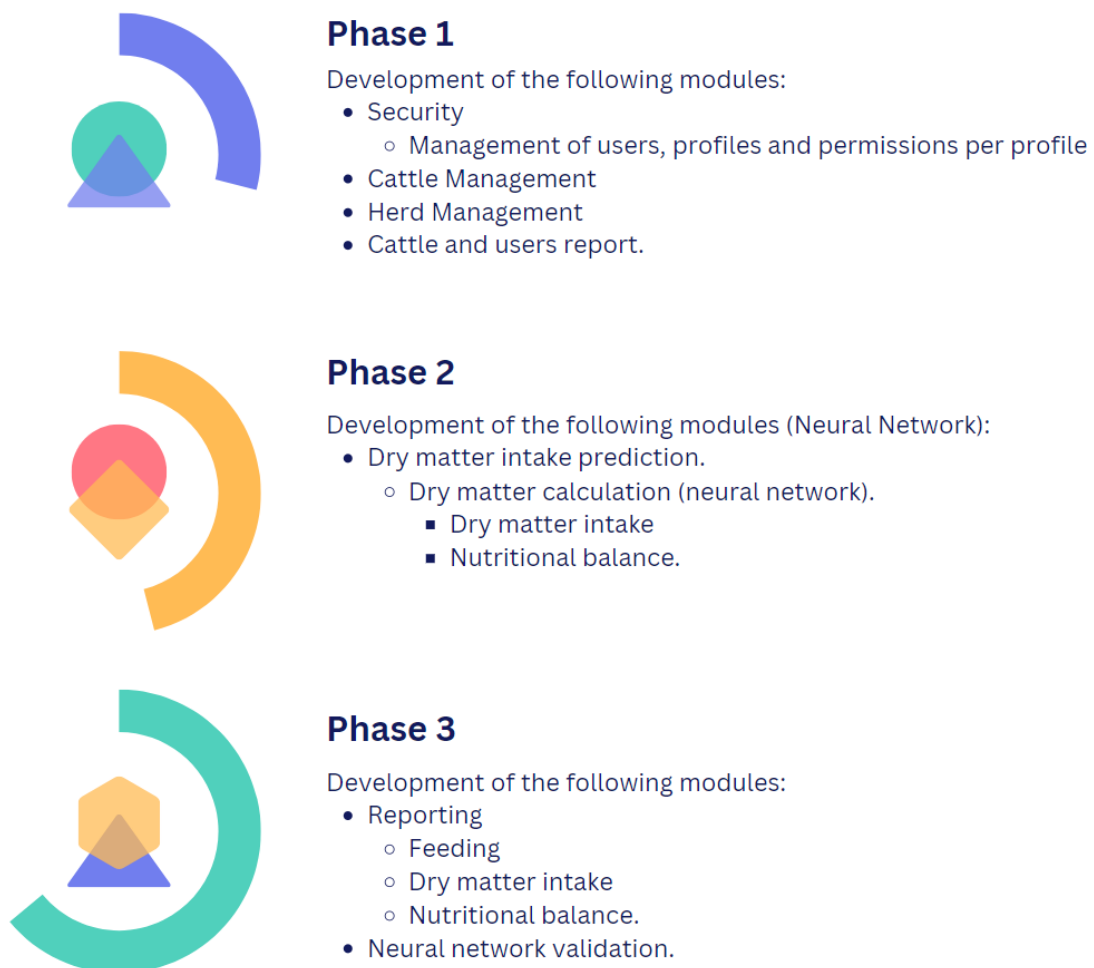 Phase 1
Development of the following modules:
• Security
◦ Management of users, profiles and permissions per profile
• Cattle Management
• Herd Management
• Cattle and users report.
Phase 2
Development of the following modules (Neural Network):
• Dry matter intake prediction.
◦ Dry matter calculation (neural network).
▪ Dry matter intake
▪ Nutritional balance.
Phase 3
Development of the following modules:
• Reporting
◦ Feeding
◦ Dry matter intake
◦ Nutritional balance.
• Neural network validation.